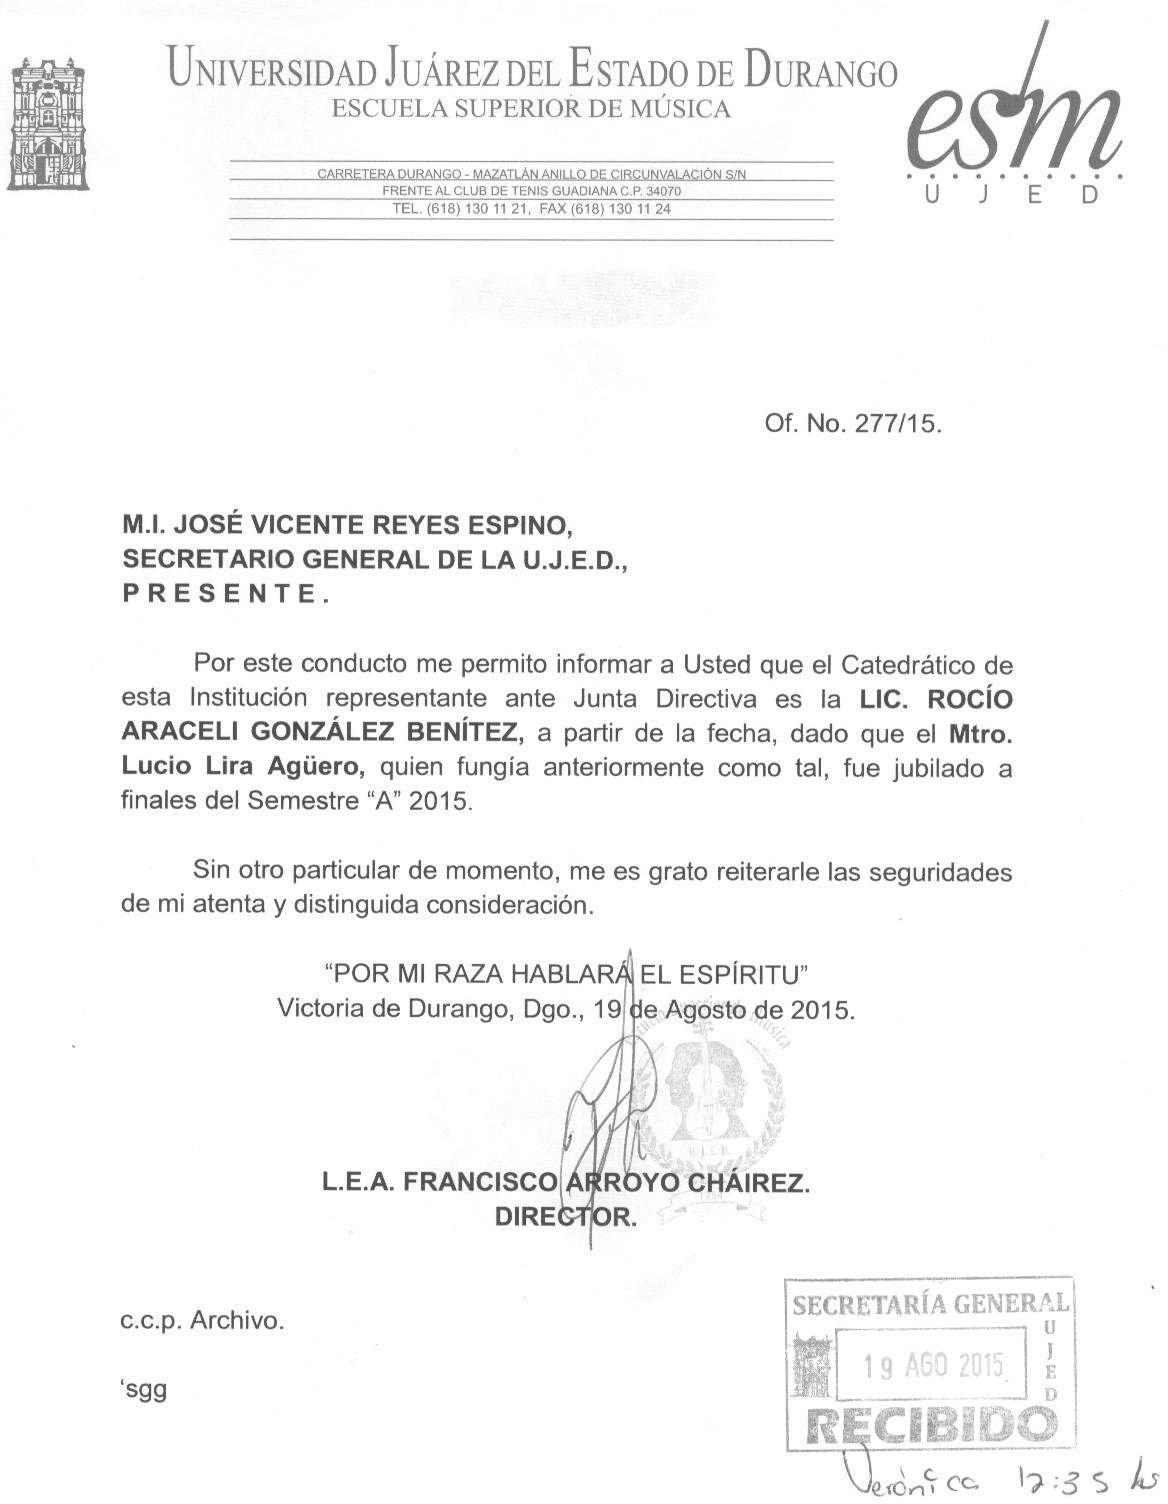 UNIVERSIDAD JUÁREZ DEL ESTADO DE DURANGO
ESCUELA SUPERIOR DE MÚSICA
esm
UJED
CARRETERA DURANGO - MAZATLÁN ANILLO DE CIRCUNVALACIÓN S/N
FRENTE AL CLUB DE TENIS GUADIANA C.P. 34070
TEL. (618) 130 11 21, FAX (618) 130 11 24
Of. No. 277/15.
M.I. JOSÉ VICENTE REYES ESPINO,
SECRETARIO GENERAL DE LA U.J.E.D.,
P R E S E N T E .
Por este conducto me permito informar a Usted que el Catedrático de
esta Institución representante ante Junta Directiva es la LIC. ROCÍO
ARACELI GONZÁLEZ BENÍTEZ, a partir de la fecha, dado que el Mtro.
Lucio Lira Agüero, quien fungía anteriormente como tal, fue jubilado a
finales del Semestre “A” 2015.
Sin otro particular de momento, me es grato reiterarle las seguridades
de mi atenta y distinguida consideración.
“POR MI RAZA HABLARÁ EL ESPÍRITU”
Victoria de Durango, Dgo., 19 de Agosto de 2015.
Escuela Superior de Música
U.J.E.D.
1954
L.E.A. FRANCISCO ARROYO CHÁIREZ.
DIRECTOR.
c.c.p. Archivo.
‘sgg
SECRETARÍA GENERAL
UJED
19 AGO 2015
RECIBIDO
Verónica 12:35 hs